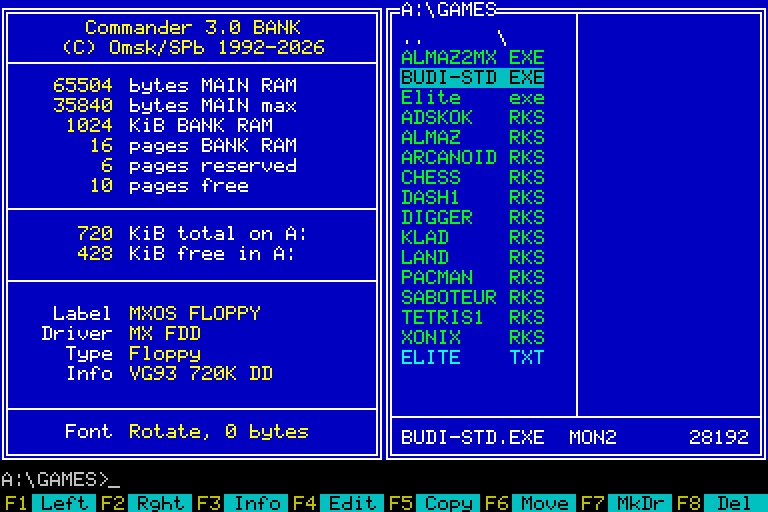 Commander 3.0 BANK
(C) Omsk/SPb 1992-2026
65504 bytes MAIN RAM
35840 bytes MAIN max
1024 KiB BANK RAM
16 pages BANK RAM
6 pages reserved
10 pages free
720 KiB total on A:
428 KiB free in A:
Label MXOS FLOPPY
Driver MX FDD
Type Floppy
Info VG93 720K DD
Font Rotate, 0 bytes
A:\GAMES
.. \
ALMAZ2MX EXE
BUDI-STD EXE
Elite exe
ADSKOK RKS
ALMAZ RKS
ARCANOID RKS
CHESS RKS
DASH1 RKS
DIGGER RKS
KLAD RKS
LAND RKS
PACMAN RKS
SABOTEUR RKS
TETRIS1 RKS
XONIX RKS
ELITE TXT
BUDI-STD.EXE MON2 28192
A:\GAMES>_
F1 Left F2 Rght F3 Info F4 Edit F5 Copy F6 Move F7 MkDr F8 Del